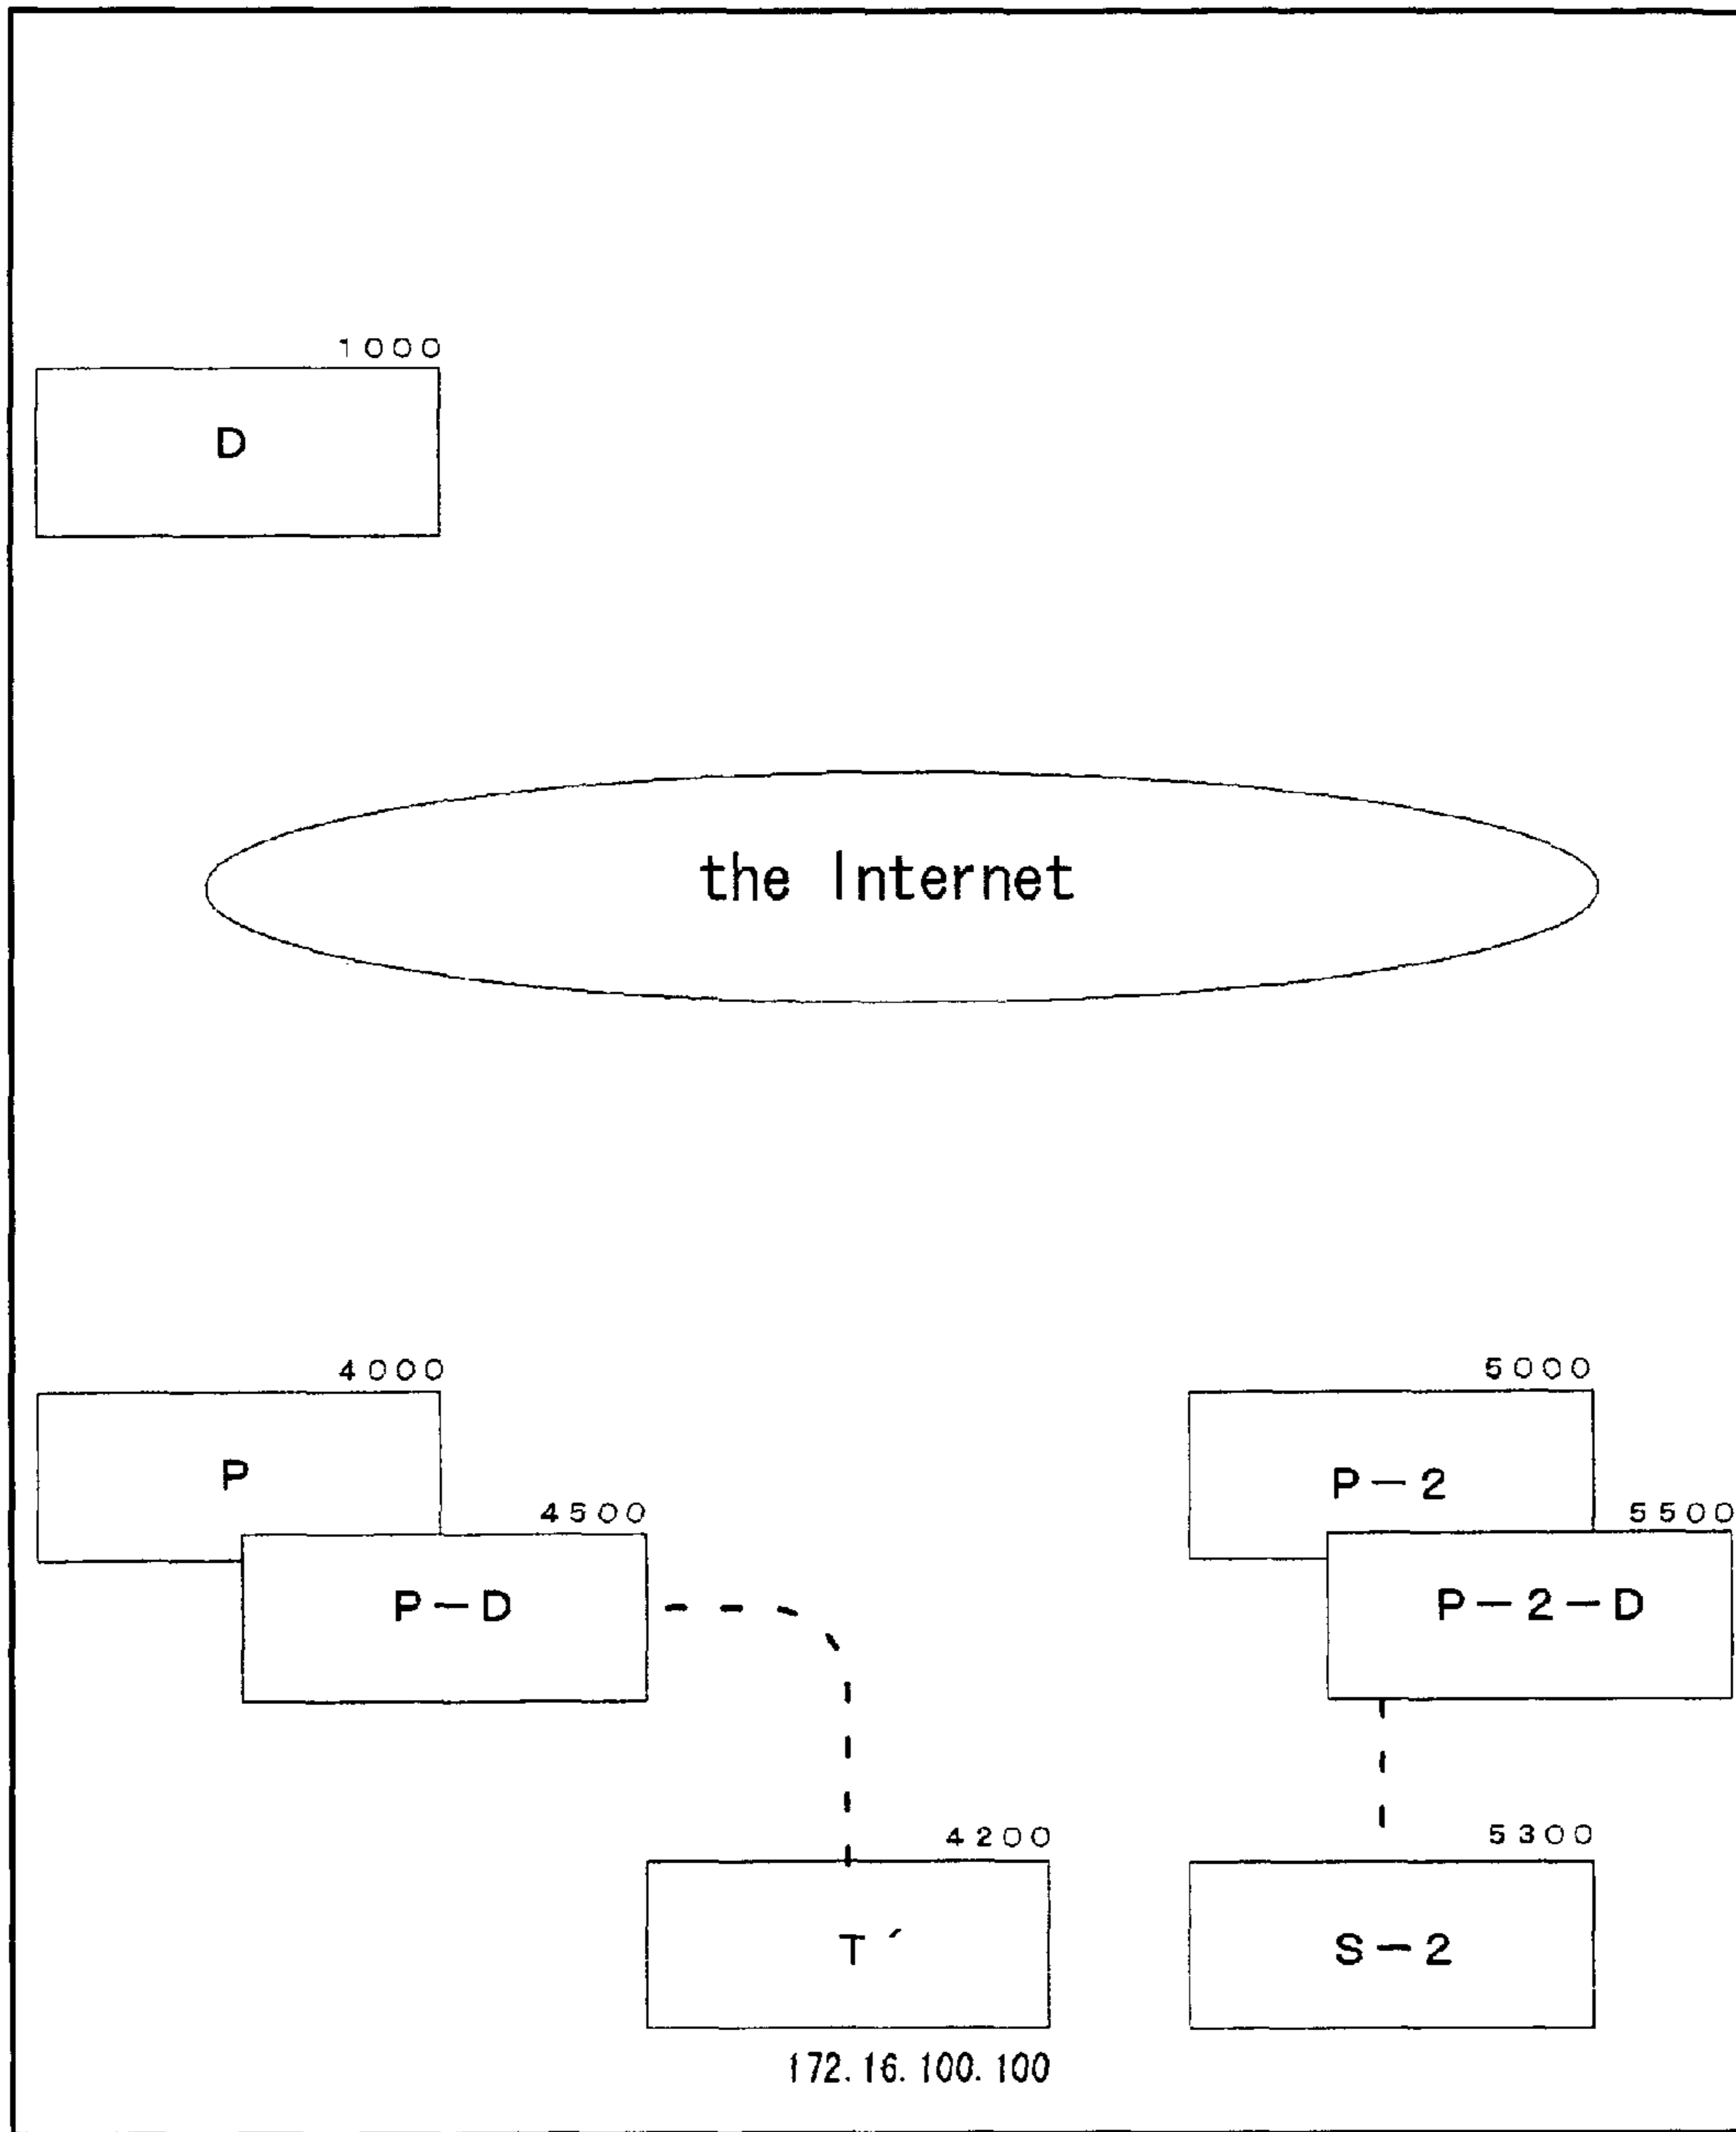 1000
D
the Internet
4000
P
4500
P-D
5000
P-2
5500
P-2-D
4200
T´
172.16.100.100
5300
S-2